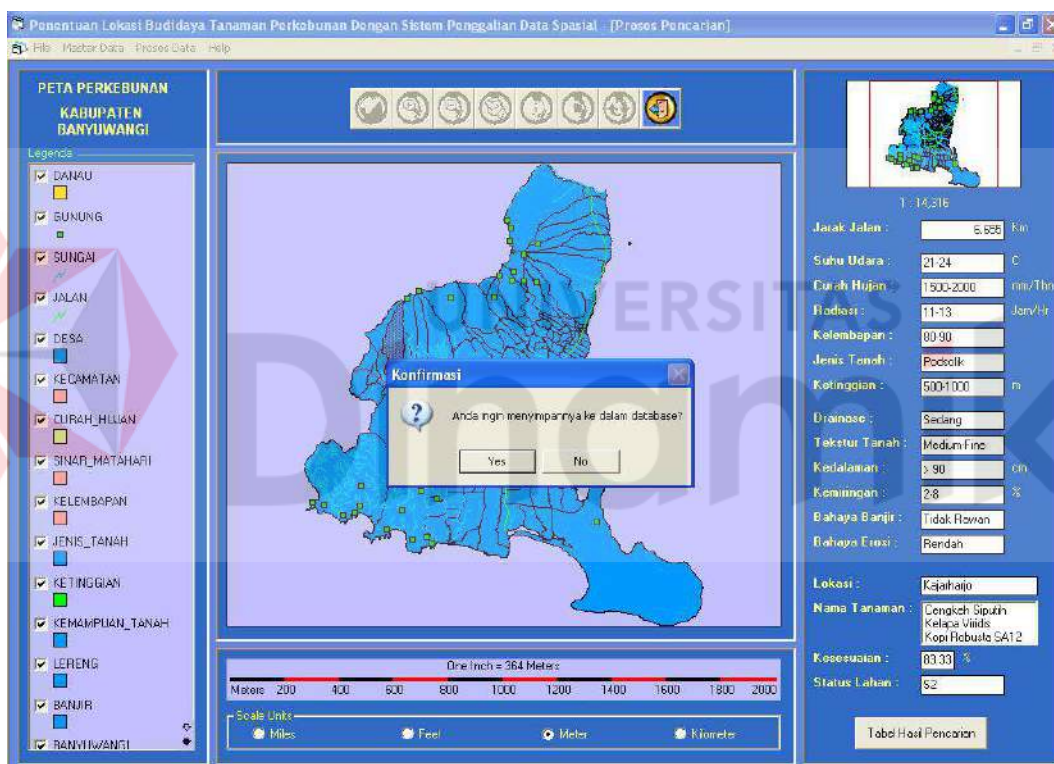 Penentuan Lokasi Budidaya Tanaman Perkebunan Dengan Sistem Penggalian Data Spasial - [Proses Pencarian]
File Master Data Proses Data Help
PETA PERKEBUNAN
KABUPATEN
BANYUWANGI
Legenda
DANAU
GUNUNG
SUNGAI
JALAN
DESA
KECAMATAN
CURAH_HUJAN
SINAR_MATAHARI
KELEMBAPAN
JENIS_TANAH
KETINGGIAN
KEMAMPUAN_TANAH
LERENG
BANJIR
BANYUWANGI
UNIVERSITAS
Dinamika
Konfirmasi
Anda ingin menyimpannya ke dalam database?
Yes No
One Inch = 364 Meters
Meters 200 400 600 800 1000 1200 1400 1600 1800 2000
Scale Units
Miles Feet Meter Kilometer
1 : 14,316
Jarak Jalan : 6.685 Km
Suhu Udara : 21-24 C
Curah Hujan : 1500-2000 mm/Thn
Radiasi : 11-13 Jam/Hr
Kelembapan : 80-90
Jenis Tanah : Podsolik
Ketinggian : 500-1000 m
Drainase : Sedang
Tekstur Tanah : Medium-Fine
Kedalaman : > 90 cm
Kemiringan : 2-8 %
Bahaya Banjir : Tidak Rawan
Bahaya Erosi : Rendah
Lokasi : Kajarharjo
Nama Tanaman : Cengkeh Siputih
Kelapa Viridis
Kopi Robusta SA12
Kesesuaian : 83.33 %
Status Lahan : S2
Tabel Hasil Pencarian